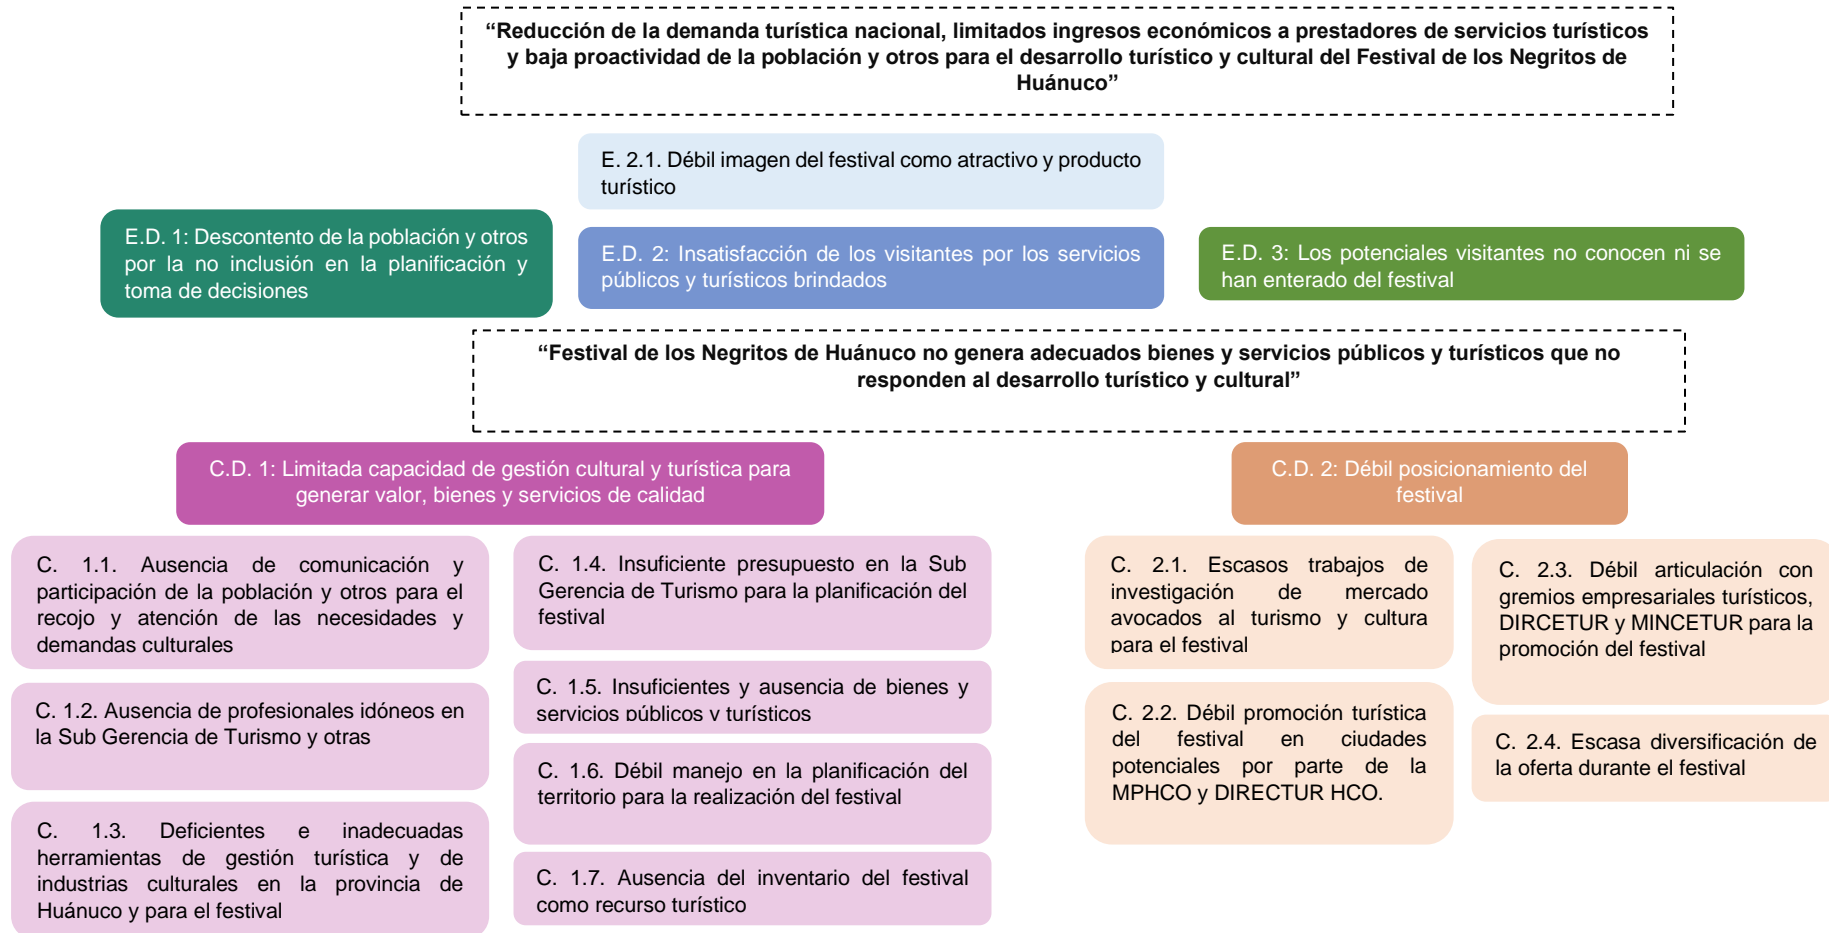 “Reducción de la demanda turística nacional, limitados ingresos económicos a prestadores de servicios turísticos
y baja proactividad de la población y otros para el desarrollo turístico y cultural del Festival de los Negritos de
Huánuco”
E. 2.1. Débil imagen del festival como atractivo y producto
turístico
E.D. 1: Descontento de la población y otros
por la no inclusión en la planificación y
toma de decisiones
E.D. 2: Insatisfacción de los visitantes por los servicios
públicos y turísticos brindados
E.D. 3: Los potenciales visitantes no conocen ni se
han enterado del festival
“Festival de los Negritos de Huánuco no genera adecuados bienes y servicios públicos y turísticos que no
responden al desarrollo turístico y cultural”
C.D. 1: Limitada capacidad de gestión cultural y turística para
generar valor, bienes y servicios de calidad
C. 1.1. Ausencia de comunicación y
participación de la población y otros para el
recojo y atención de las necesidades y
demandas culturales
C. 1.2. Ausencia de profesionales idóneos en
la Sub Gerencia de Turismo y otras
C. 1.3. Deficientes e inadecuadas
herramientas de gestión turística y de
industrias culturales en la provincia de
Huánuco y para el festival
C. 1.4. Insuficiente presupuesto en la Sub
Gerencia de Turismo para la planificación del
festival
C. 1.5. Insuficientes y ausencia de bienes y
servicios públicos y turísticos
C. 1.6. Débil manejo en la planificación del
territorio para la realización del festival
C. 1.7. Ausencia del inventario del festival
como recurso turístico
C.D. 2: Débil posicionamiento del
festival
C. 2.1. Escasos trabajos de
investigación de mercado
avocados al turismo y cultura
para el festival
C. 2.2. Débil promoción turística
del festival en ciudades
potenciales por parte de la
MPHCO y DIRECTUR HCO.
C. 2.3. Débil articulación con
gremios empresariales turísticos,
DIRCETUR y MINCETUR para la
promoción del festival
C. 2.4. Escasa diversificación de
la oferta durante el festival